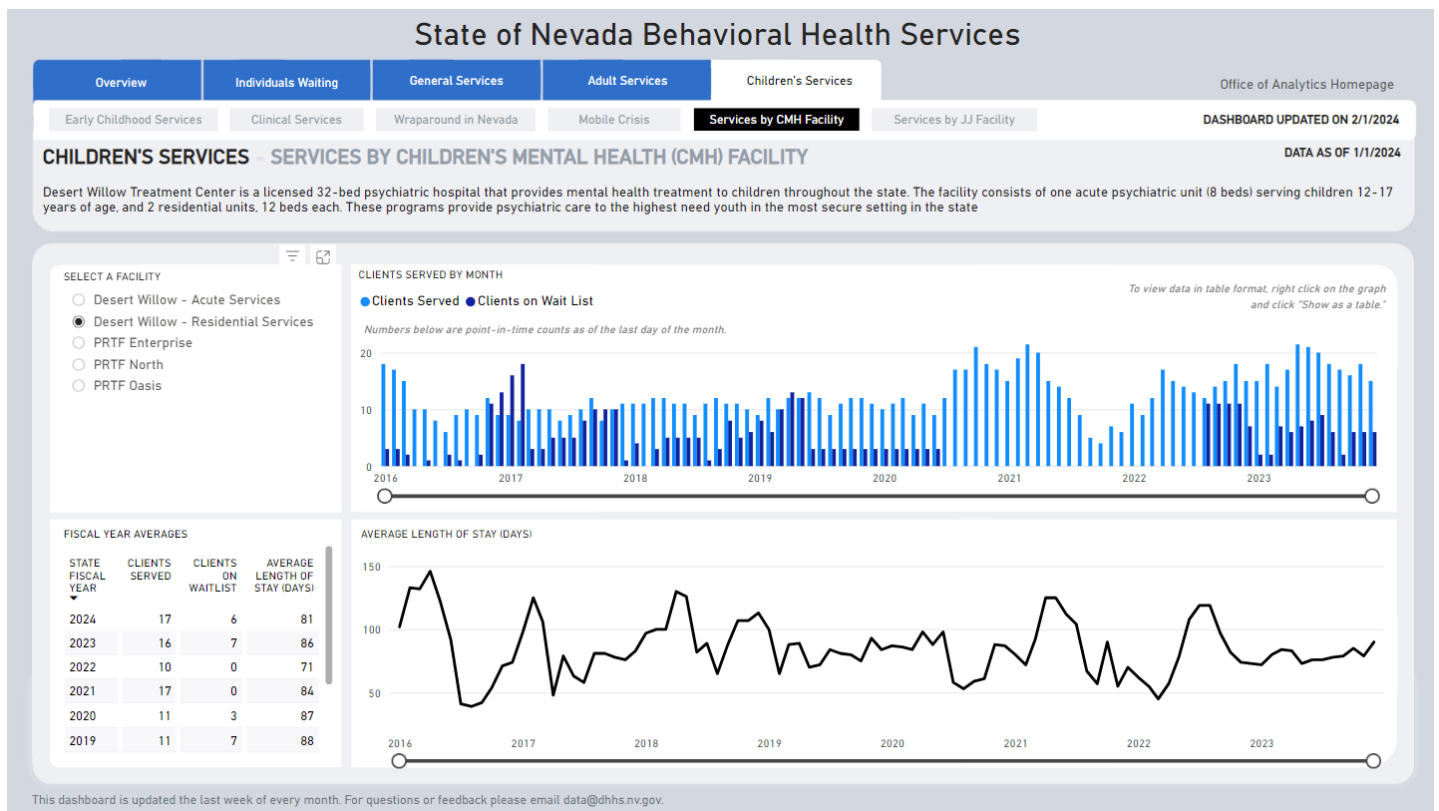 State of Nevada Behavioral Health Services
Overview
Individuals Waiting
General Services
Adult Services
Children's Services
Office of Analytics Homepage
Early Childhood Services
Clinical Services
Wraparound in Nevada
Mobile Crisis
Services by CMH Facility
Services by JJ Facility
DASHBOARD UPDATED ON 2/1/2024
CHILDREN'S SERVICES - SERVICES BY CHILDREN'S MENTAL HEALTH (CMH) FACILITY
DATA AS OF 1/1/2024
Desert Willow Treatment Center is a licensed 32-bed psychiatric hospital that provides mental health treatment to children throughout the state. The facility consists of one acute psychiatric unit (8 beds) serving children 12-17
years of age, and 2 residential units, 12 beds each. These programs provide psychiatric care to the highest need youth in the most secure setting in the state
SELECT A FACILITY
Desert Willow - Acute Services
Desert Willow - Residential Services
PRTF Enterprise
PRTF North
PRTF Oasis
CLIENTS SERVED BY MONTH
Clients Served Clients on Wait List
To view data in table format, right click on the graph
and click "Show as a table."
Numbers below are point-in-time counts as of the last day of the month.
20
10
0
2016 2017 2018 2019 2020 2021 2022 2023
FISCAL YEAR AVERAGES
STATE FISCAL YEAR CLIENTS SERVED CLIENTS ON WAITLIST AVERAGE LENGTH OF STAY (DAYS)
2024 17 6 81
2023 16 7 86
2022 10 0 71
2021 17 0 84
2020 11 3 87
2019 11 7 88
AVERAGE LENGTH OF STAY (DAYS)
150
100
50
2016 2017 2018 2019 2020 2021 2022 2023
This dashboard is updated the last week of every month. For questions or feedback please email data@dhhs.nv.gov.